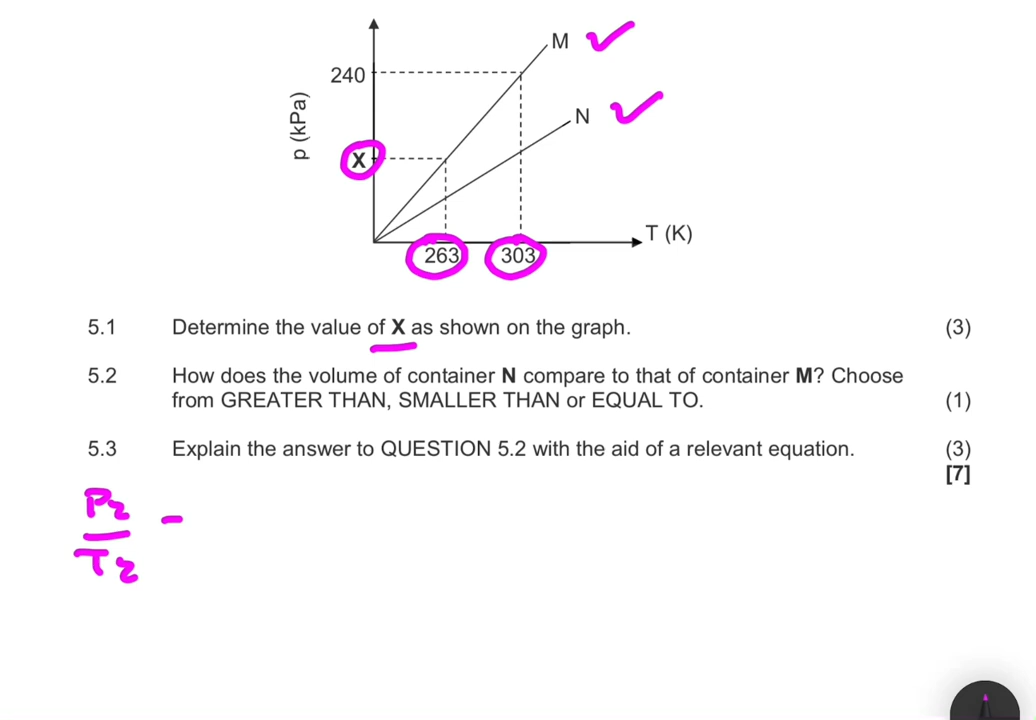 M
240
N
p (kPa)
X
T (K)
263
303
5.1 Determine the value of X as shown on the graph. (3)
5.2 How does the volume of container N compare to that of container M? Choose
from GREATER THAN, SMALLER THAN or EQUAL TO. (1)
5.3 Explain the answer to QUESTION 5.2 with the aid of a relevant equation. (3)
[7]
P2 =
T2